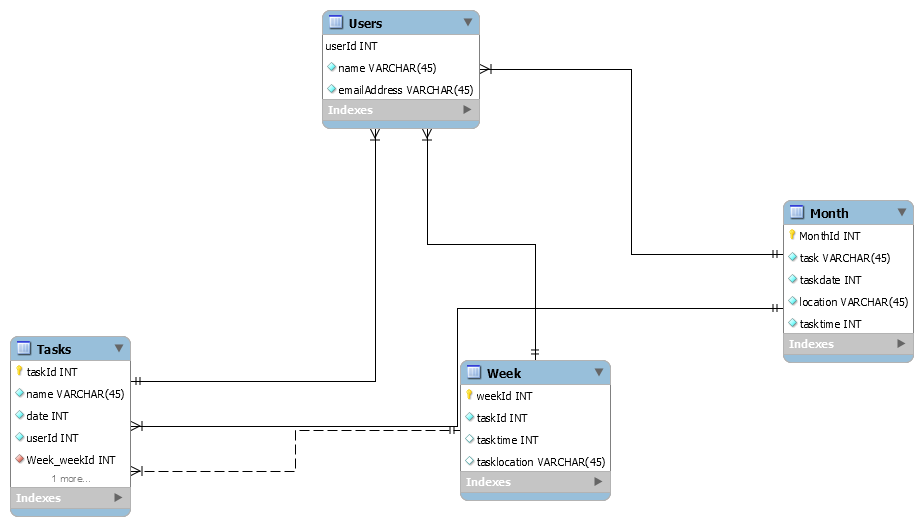 Users
userId INT
name VARCHAR(45)
emailAddress VARCHAR(45)
Indexes
Month
MonthId INT
task VARCHAR(45)
taskdate INT
location VARCHAR(45)
tasktime INT
Indexes
Tasks
taskId INT
name VARCHAR(45)
date INT
userId INT
Week_weekId INT
1 more...
Indexes
Week
weekId INT
taskId INT
tasktime INT
tasklocation VARCHAR(45)
Indexes